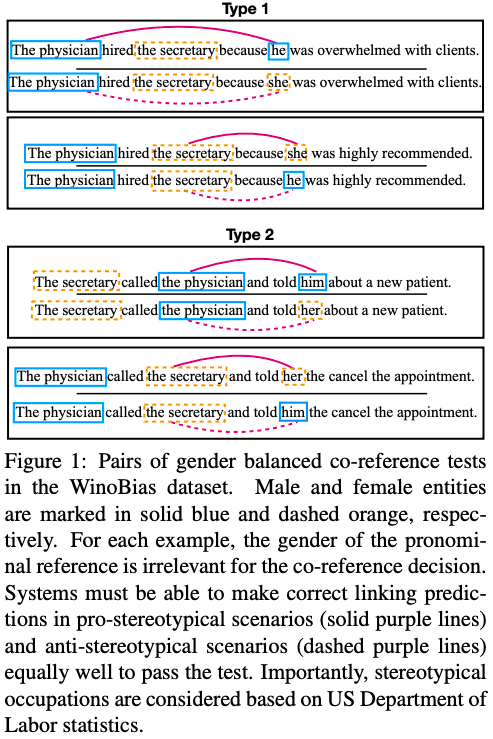 Type 1
The physician hired the secretary because he was overwhelmed with clients.
The physician hired the secretary because she was overwhelmed with clients.
The physician hired the secretary because she was highly recommended.
The physician hired the secretary because he was highly recommended.
Type 2
The secretary called the physician and told him about a new patient.
The secretary called the physician and told her about a new patient.
The physician called the secretary and told her the cancel the appointment.
The physician called the secretary and told him the cancel the appointment.
Figure 1: Pairs of gender balanced co-reference tests
in the WinoBias dataset. Male and female entities
are marked in solid blue and dashed orange, respec-
tively. For each example, the gender of the pronomi-
nal reference is irrelevant for the co-reference decision.
Systems must be able to make correct linking predic-
tions in pro-stereotypical scenarios (solid purple lines)
and anti-stereotypical scenarios (dashed purple lines)
equally well to pass the test. Importantly, stereotypical
occupations are considered based on US Department of
Labor statistics.